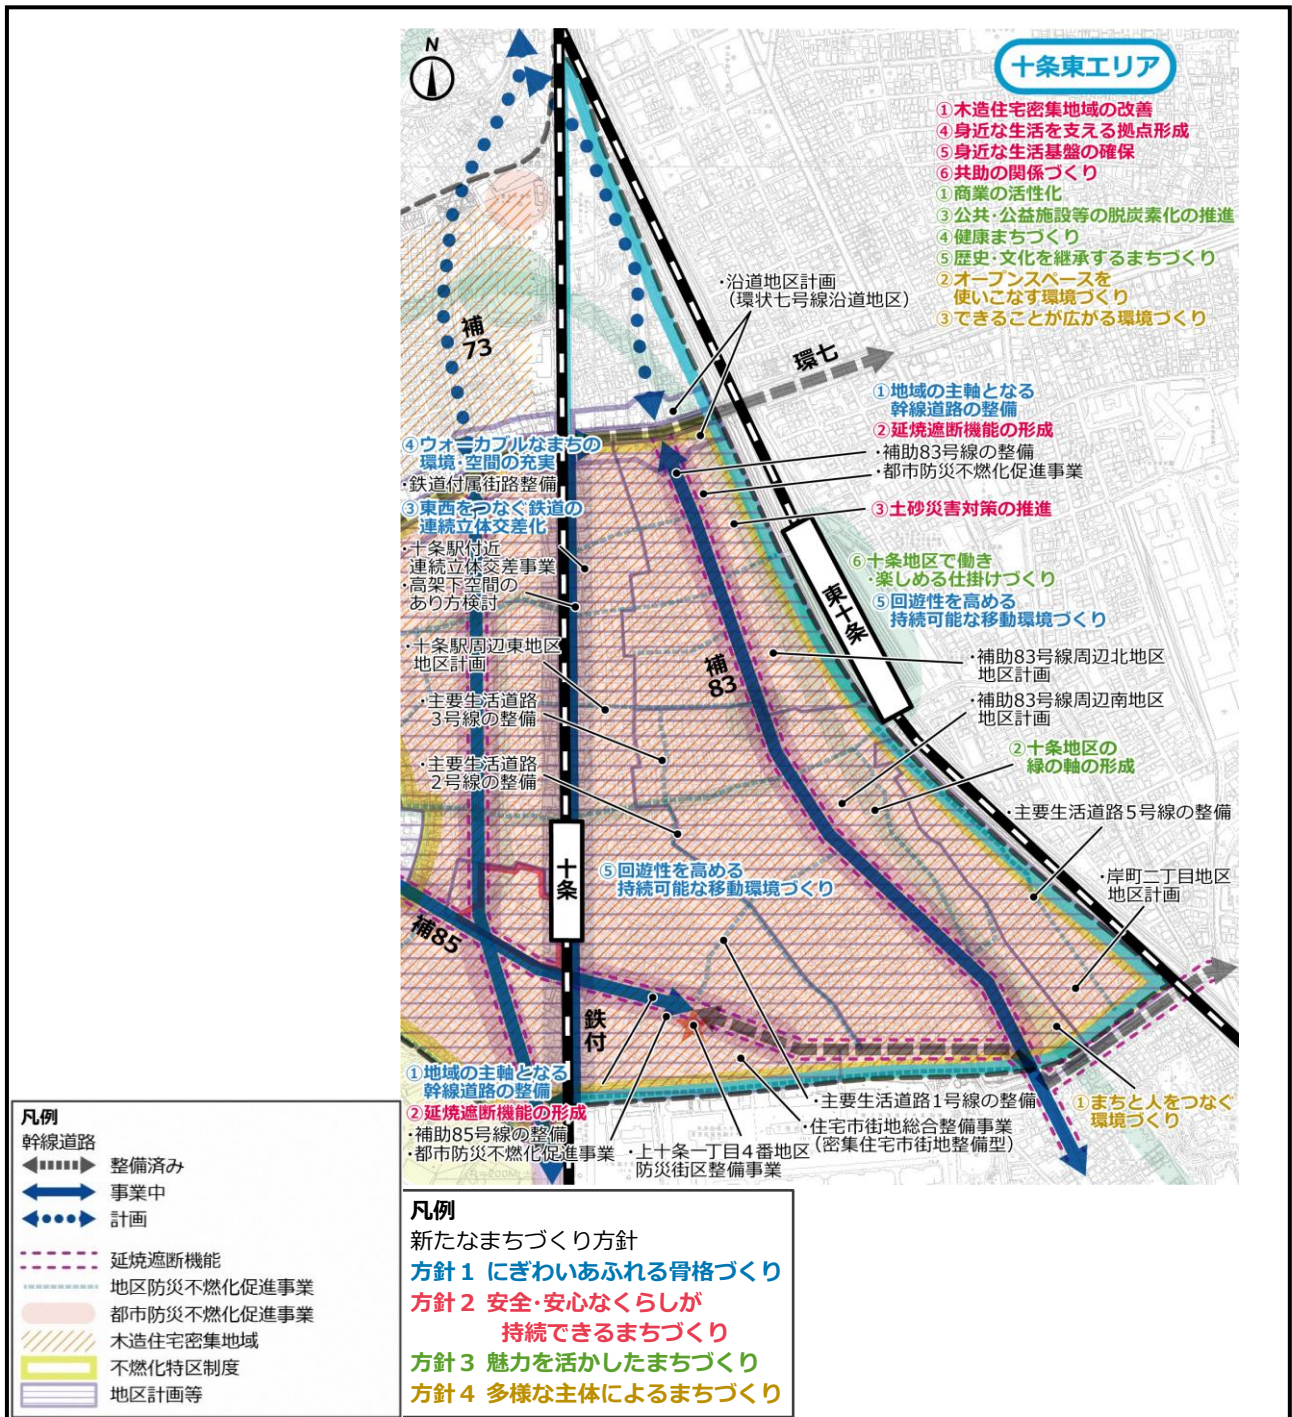 N
十条東エリア
①木造住宅密集地域の改善
④身近な生活を支える拠点形成
⑤身近な生活基盤の確保
⑥共助の関係づくり
①商業の活性化
③公共・公益施設等の脱炭素化の推進
④健康まちづくり
⑤歴史・文化を継承するまちづくり
②オープンスペースを
使いこなす環境づくり
③できることが広がる環境づくり
・沿道地区計画
（環状七号線沿道地区）
補73
環七
①地域の主軸となる
幹線道路の整備
②延焼遮断機能の形成
・補助83号線の整備
・都市防災不燃化促進事業
③土砂災害対策の推進
④ウォーカブルなまちの
環境・空間の充実
・鉄道付属街路整備
③東西をつなぐ鉄道の
連続立体交差化
・十条駅付近
連続立体交差事業
・高架下空間の
あり方検討
⑥十条地区で働き
・楽しめる仕掛けづくり
⑤回遊性を高める
持続可能な移動環境づくり
東十条
・十条駅周辺東地区
地区計画
補83
・補助83号線周辺北地区
地区計画
・主要生活道路
3号線の整備
・補助83号線周辺南地区
地区計画
・主要生活道路
2号線の整備
②十条地区の
緑の軸の形成
・主要生活道路5号線の整備
十条
⑤回遊性を高める
持続可能な移動環境づくり
・岸町二丁目地区
地区計画
補85
鉄付
①地域の主軸となる
幹線道路の整備
②延焼遮断機能の形成
・補助85号線の整備
・都市防災不燃化促進事業
・上十条一丁目4番地区
防災街区整備事業
・主要生活道路1号線の整備
・住宅市街地総合整備事業
（密集住宅市街地整備型）
①まちと人をつなぐ
環境づくり
凡例
幹線道路
整備済み
事業中
計画
延焼遮断機能
地区防災不燃化促進事業
都市防災不燃化促進事業
木造住宅密集地域
不燃化特区制度
地区計画等
凡例
新たなまちづくり方針
方針1 にぎわいあふれる骨格づくり
方針2 安全・安心なくらしが
持続できるまちづくり
方針3 魅力を活かしたまちづくり
方針4 多様な主体によるまちづくり